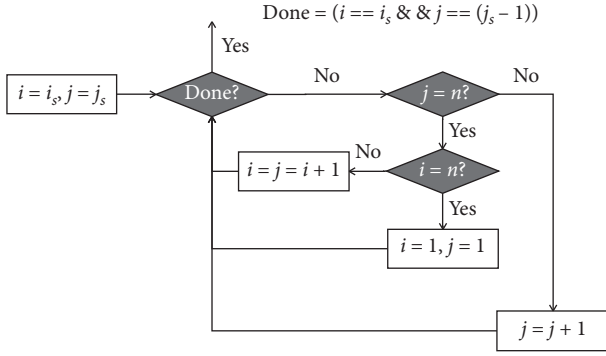 Done = (i == i_s & & j == (j_s – 1))
Yes
i = i_s, j = j_s
Done?
No
j = n?
No
Yes
No
i = j = i + 1
i = n?
Yes
i = 1, j = 1
j = j + 1